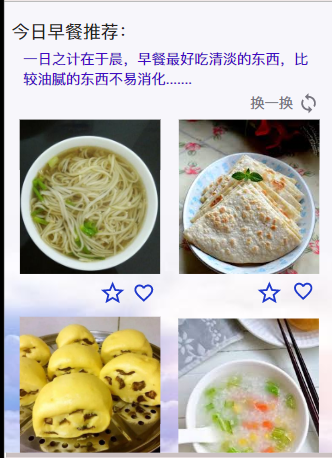 今日早餐推荐：
一日之计在于晨，早餐最好吃清淡的东西，比
较油腻的东西不易消化.......
换一换